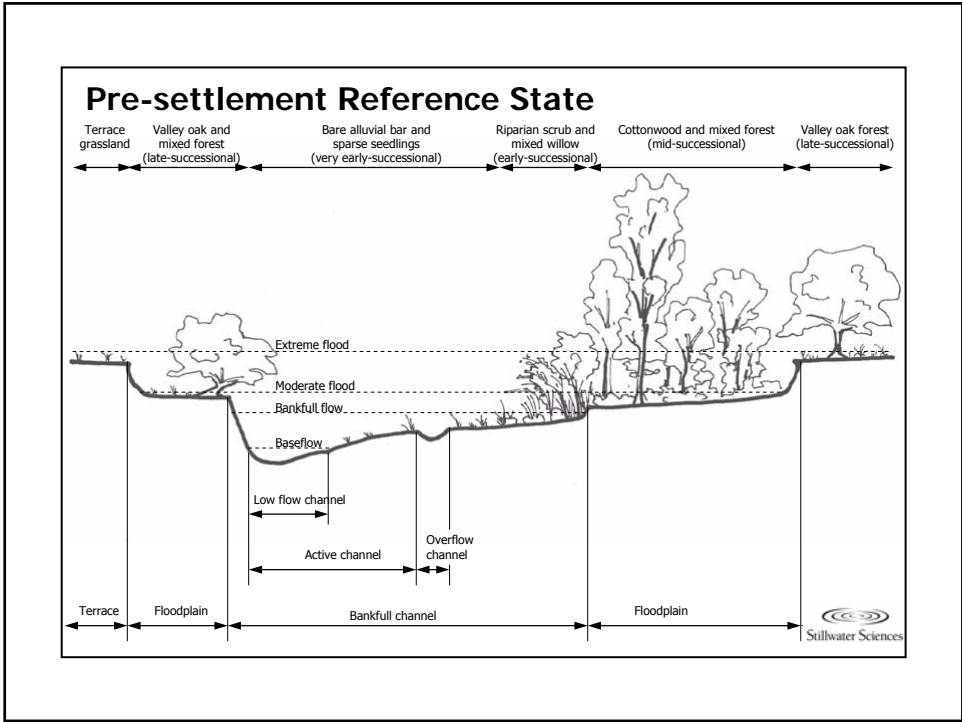 Pre-settlement Reference State
Terrace
grassland
Valley oak and
mixed forest
(late-successional)
Bare alluvial bar and
sparse seedlings
(very early-successional)
Riparian scrub and
mixed willow
(early-successional)
Cottonwood and mixed forest
(mid-successional)
Valley oak forest
(late-successional)
Extreme flood
Moderate flood
Bankfull flow
Baseflow
Low flow channel
Active channel
Overflow
channel
Terrace
Floodplain
Bankfull channel
Floodplain
Stillwater Sciences